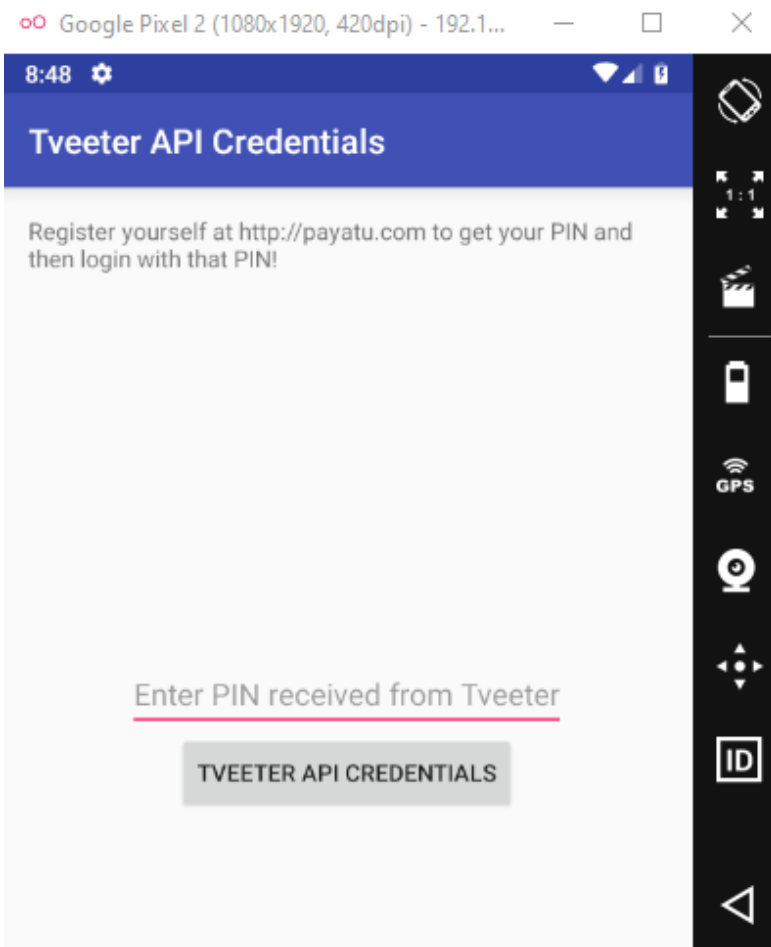 Google Pixel 2 (1080x1920, 420dpi) - 192.1...
8:48
Tveeter API Credentials
1:1
Register yourself at http://payatu.com to get your PIN and
then login with that PIN!
GPS
Enter PIN received from Tveeter
TVEETER API CREDENTIALS
ID